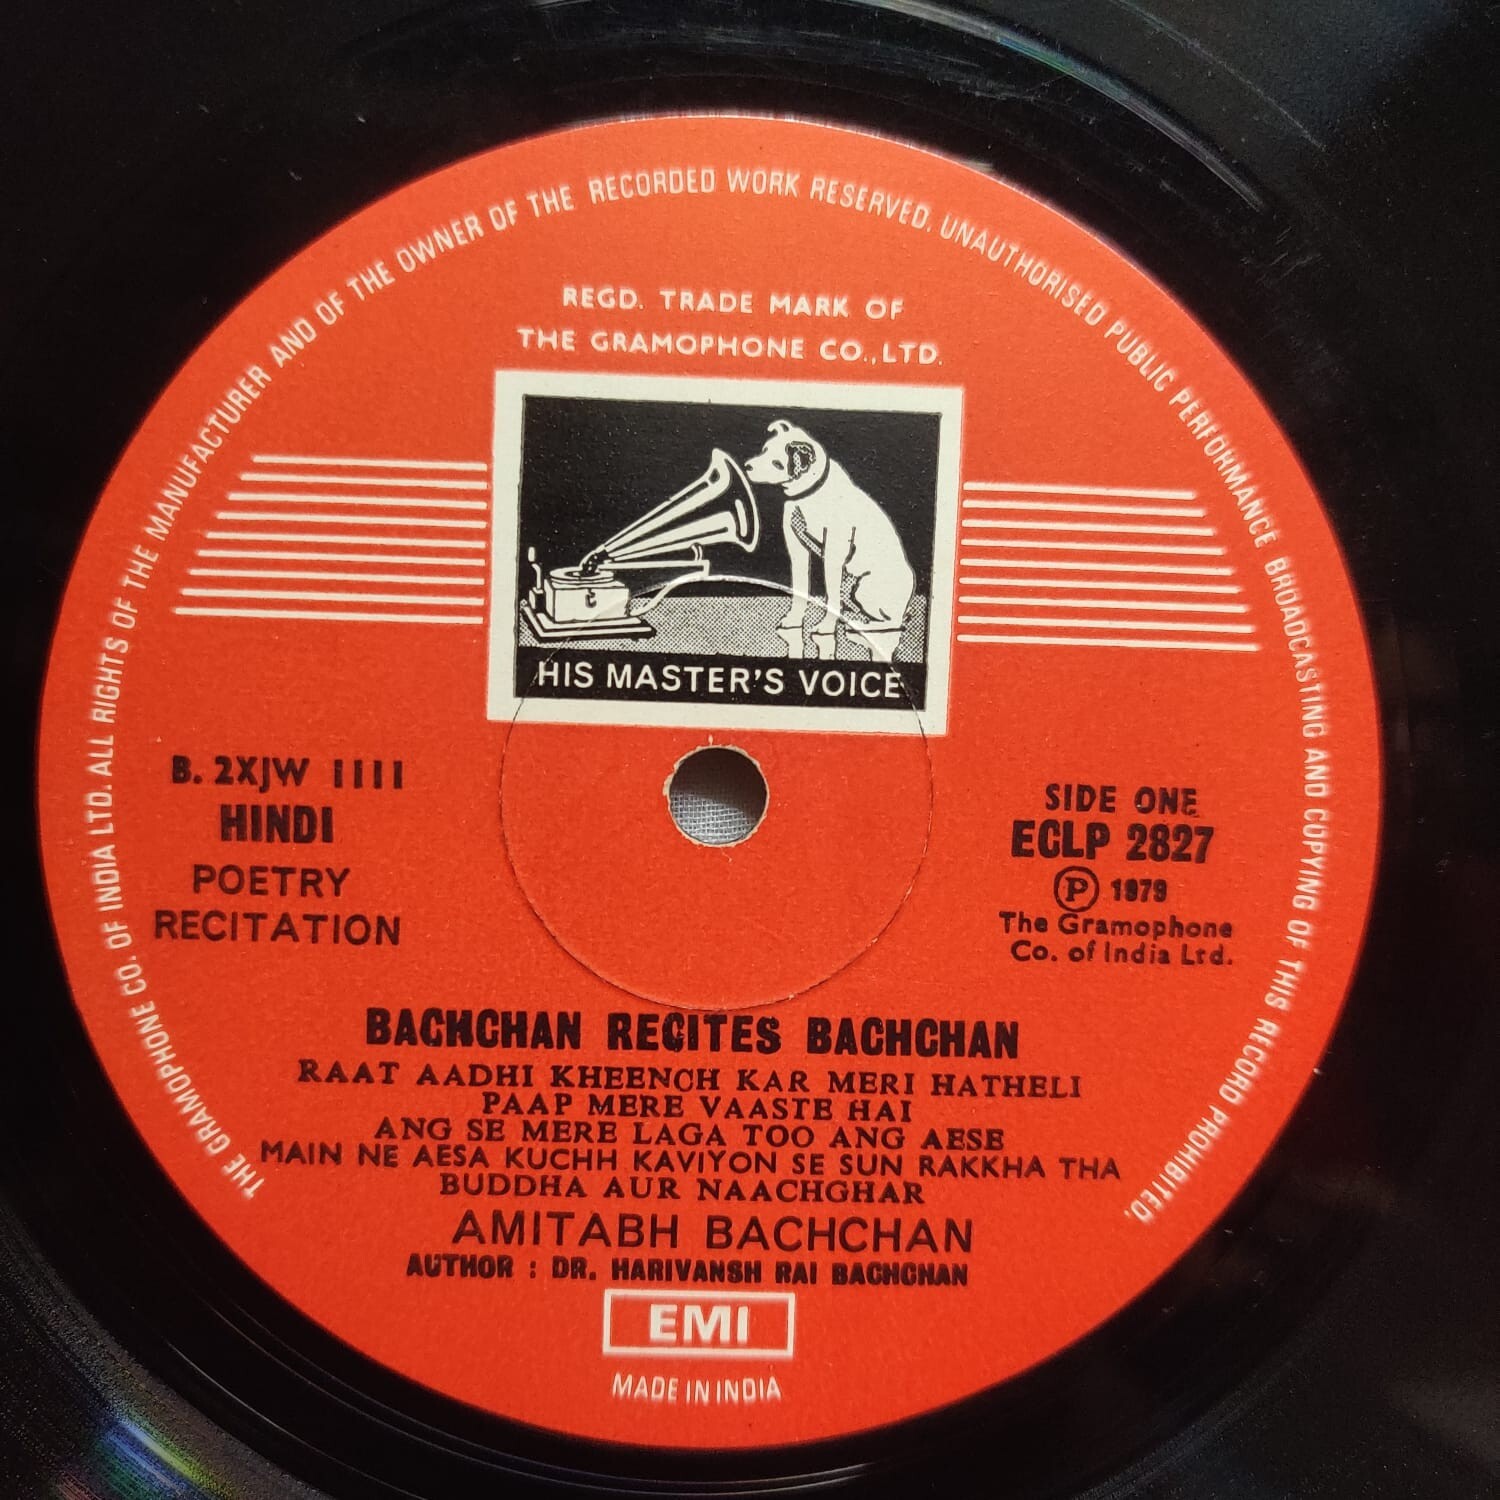 THE GRAMOPHONE CO. OF INDIA LTD. ALL RIGHTS OF THE MANUFACTURER AND OF THE OWNER OF THE RECORDED WORK RESERVED. UNAUTHORISED PUBLIC PERFORMANCE BROADCASTING AND COPYING OF THIS RECORD PROHIBITED.
REGD. TRADE MARK OF
THE GRAMOPHONE CO., LTD.
HIS MASTER'S VOICE
B. 2XJW 1111
HINDI
POETRY
RECITATION
SIDE ONE
ECLP 2827
Ⓟ 1979
The Gramophone
Co. of India Ltd.
BACHCHAN RECITES BACHCHAN
RAAT AADHI KHEENCH KAR MERI HATHELI
PAAP MERE VAASTE HAI
ANG SE MERE LAGA TOO ANG AESE
MAIN NE AESA KUCHH KAVIYON SE SUN RAKKHA THA
BUDDHA AUR NAACHGHAR
AMITABH BACHCHAN
AUTHOR : DR. HARIVANSH RAI BACHCHAN
EMI
MADE IN INDIA